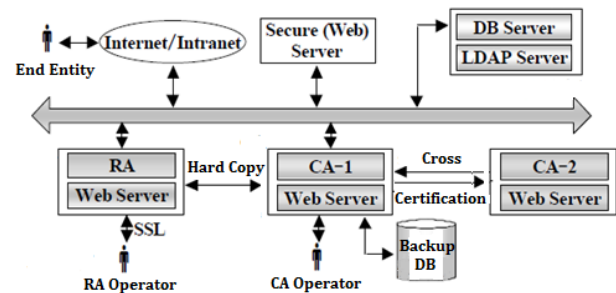 Internet/Intranet
End Entity
Secure (Web)
Server
DB Server
LDAP Server
RA
Web Server
Hard Copy
CA-1
Web Server
Cross
Certification
CA-2
Web Server
SSL
RA Operator
CA Operator
Backup
DB